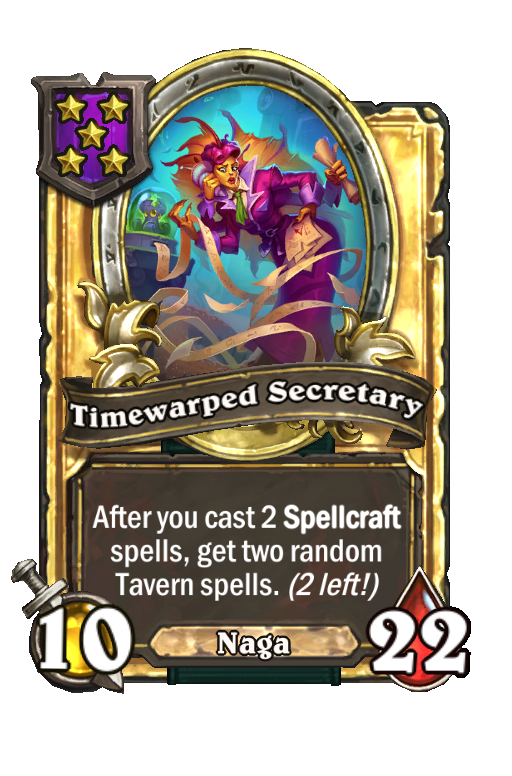 Timewarped Secretary
After you cast 2 Spellcraft
spells, get two random
Tavern spells. (2 left!)
10
Naga
22